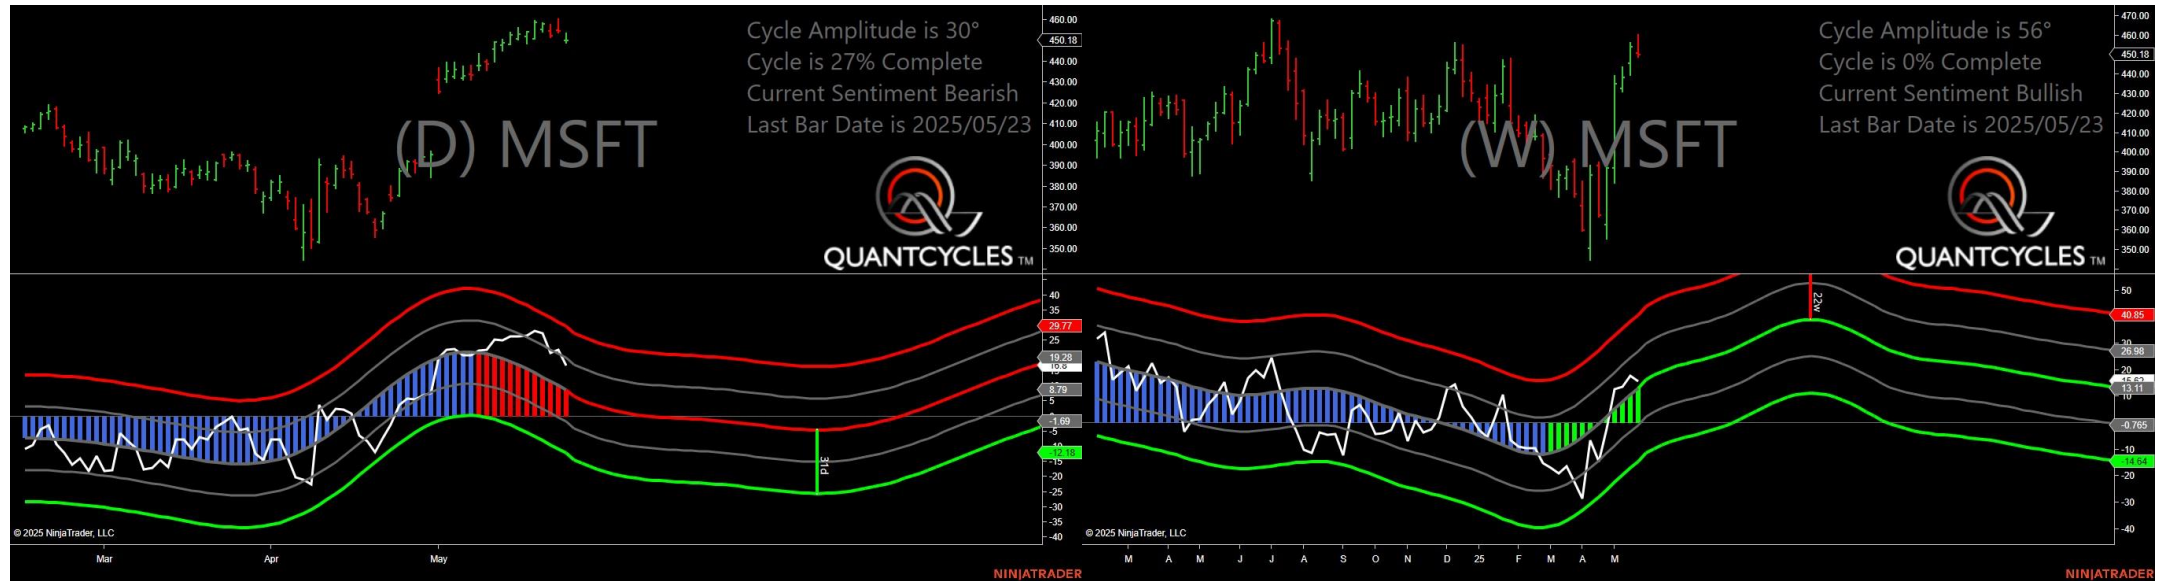 Cycle Amplitude is 30°
Cycle is 27% Complete
Current Sentiment Bearish
Last Bar Date is 2025/05/23
(D) MSFT
QUANTCYCLES TM
460.00
450.18
440.00
430.00
420.00
410.00
400.00
390.00
380.00
370.00
360.00
350.00
40
35
29.77
25
19.28
8.79
5
-1.69
-5
-12.18
-15
-20
-25
-30
-35
-40
31d
© 2025 NinjaTrader, LLC
Mar Apr May
NINJATRADER
Cycle Amplitude is 56°
Cycle is 0% Complete
Current Sentiment Bullish
Last Bar Date is 2025/05/23
(W) MSFT
QUANTCYCLES TM
470.00
460.00
450.18
440.00
430.00
420.00
410.00
400.00
390.00
380.00
370.00
360.00
350.00
50
40.85
26.98
20
13.11
-0.765
-10
-14.64
-20
-30
-40
22w
© 2025 NinjaTrader, LLC
M A M J J A S O N D 25 F M A M
NINJATRADER